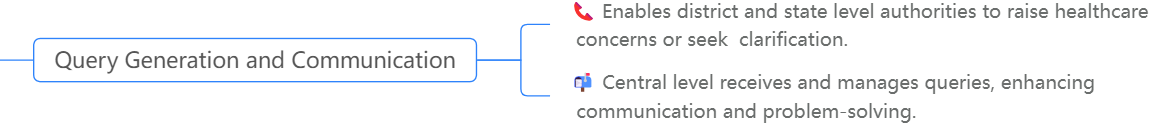 Query Generation and Communication
Enables district and state level authorities to raise healthcare
concerns or seek  clarification.
Central level receives and manages queries, enhancing
communication and problem-solving.